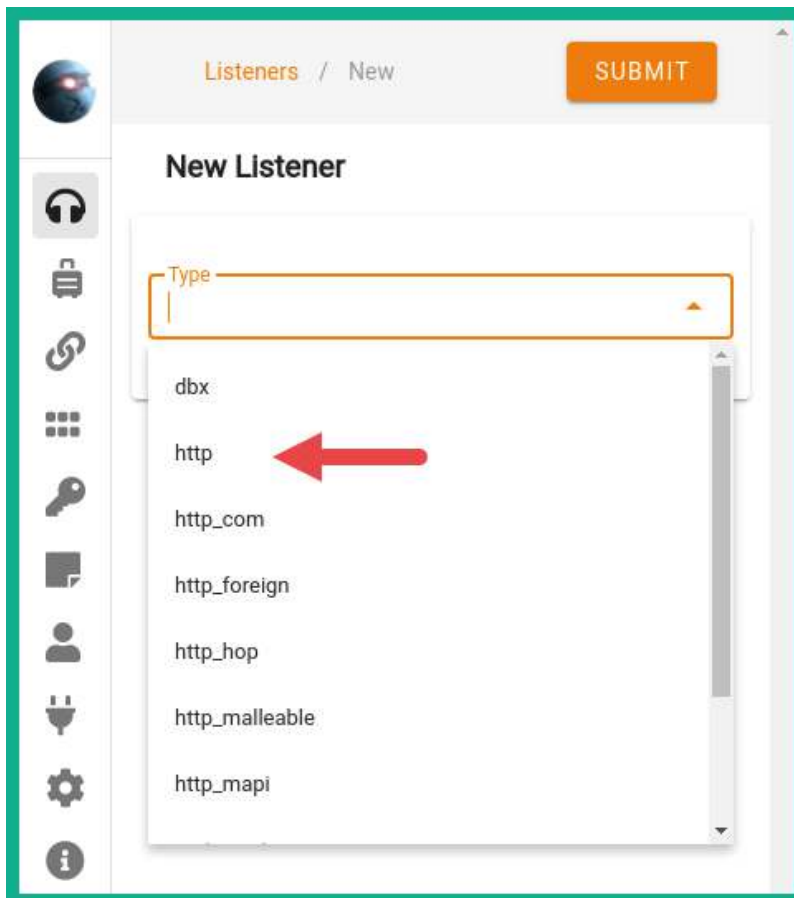 Listeners / New
SUBMIT
New Listener
Type
dbx
http
http_com
http_foreign
http_hop
http_malleable
http_mapi